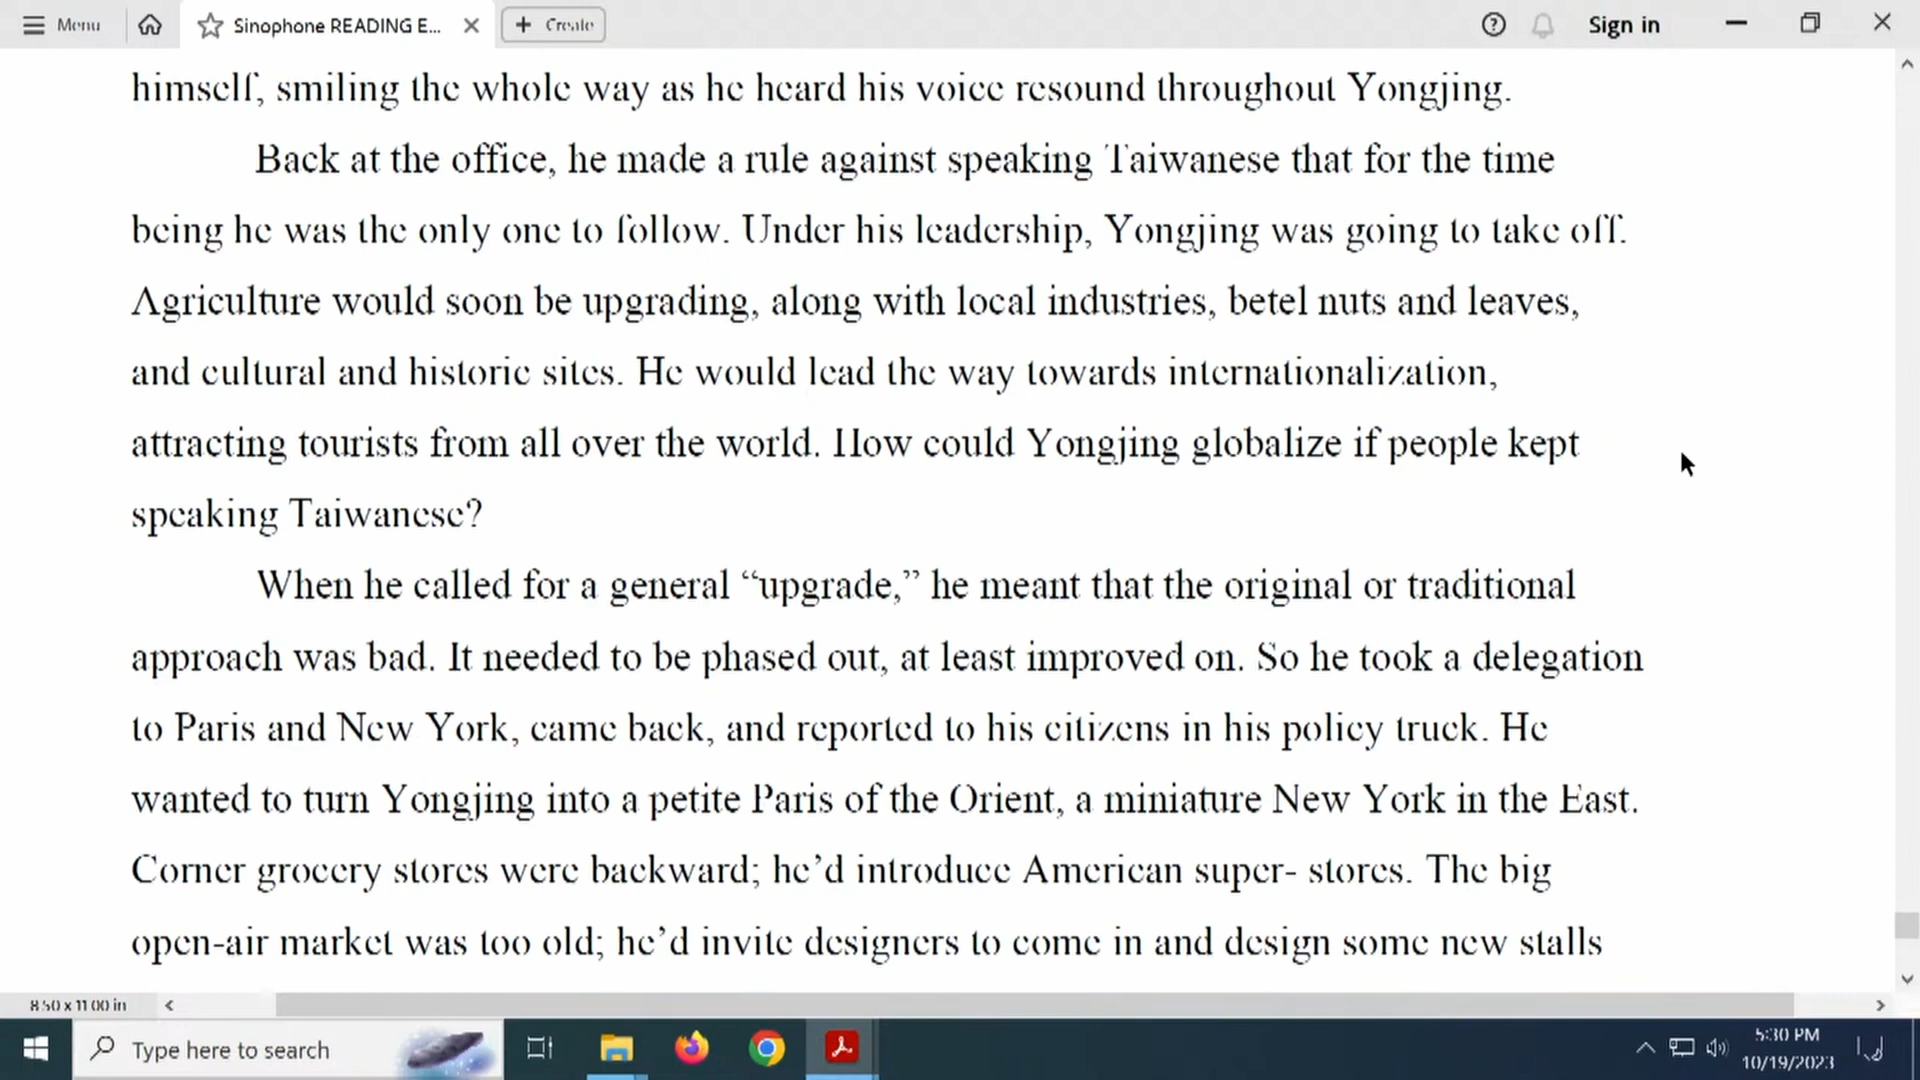 Menu
Sinophone READING E...
Create
Sign in
himself, smiling the whole way as he heard his voice resound throughout Yongjing.
Back at the office, he made a rule against speaking Taiwanese that for the time
being he was the only one to follow. Under his leadership, Yongjing was going to take off.
Agriculture would soon be upgrading, along with local industries, betel nuts and leaves,
and cultural and historic sites. He would lead the way towards internationalization,
attracting tourists from all over the world. How could Yongjing globalize if people kept
speaking Taiwanese?
When he called for a general “upgrade,” he meant that the original or traditional
approach was bad. It needed to be phased out, at least improved on. So he took a delegation
to Paris and New York, came back, and reported to his citizens in his policy truck. He
wanted to turn Yongjing into a petite Paris of the Orient, a miniature New York in the East.
Corner grocery stores were backward; he’d introduce American super- stores. The big
open-air market was too old; he’d invite designers to come in and design some new stalls
8.50 x 11.00 in
Type here to search
5:30 PM
10/19/2023